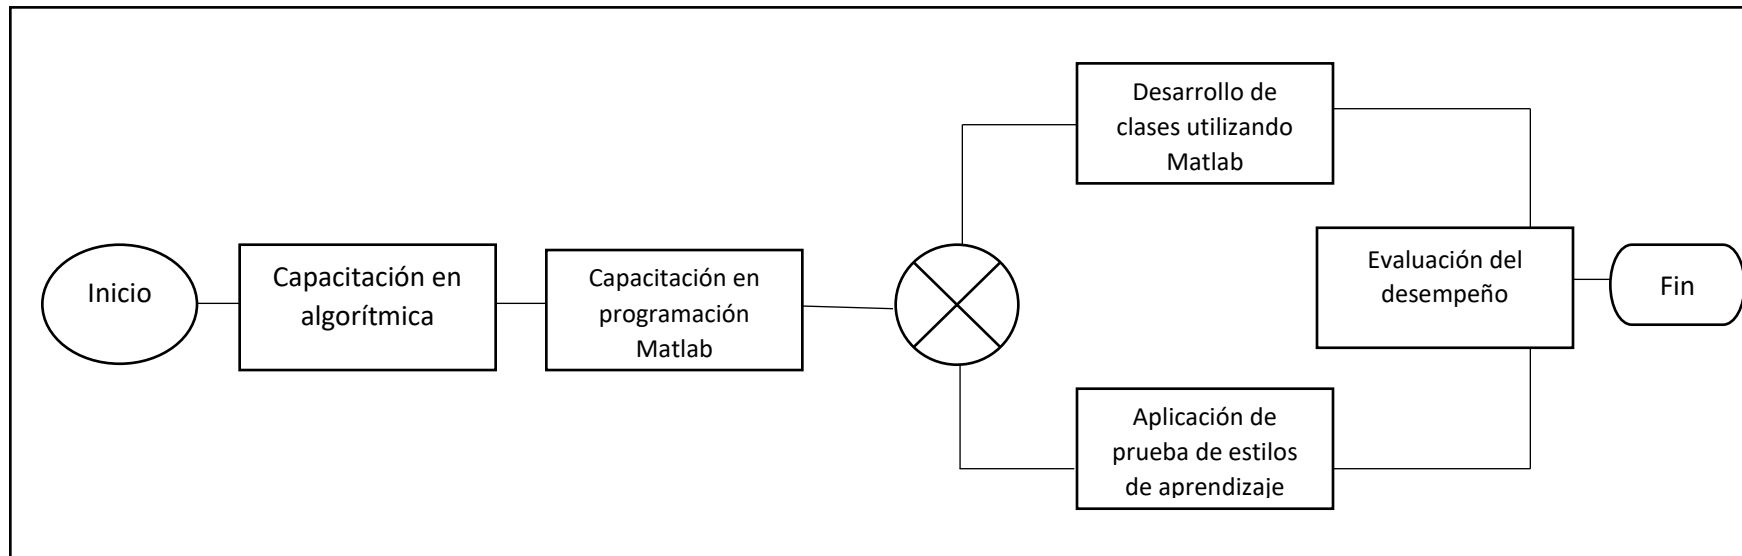 Inicio
Capacitación en
algorítmica
Capacitación en
programación
Matlab
Desarrollo de
clases utilizando
Matlab
Aplicación de
prueba de estilos
de aprendizaje
Evaluación del
desempeño
Fin